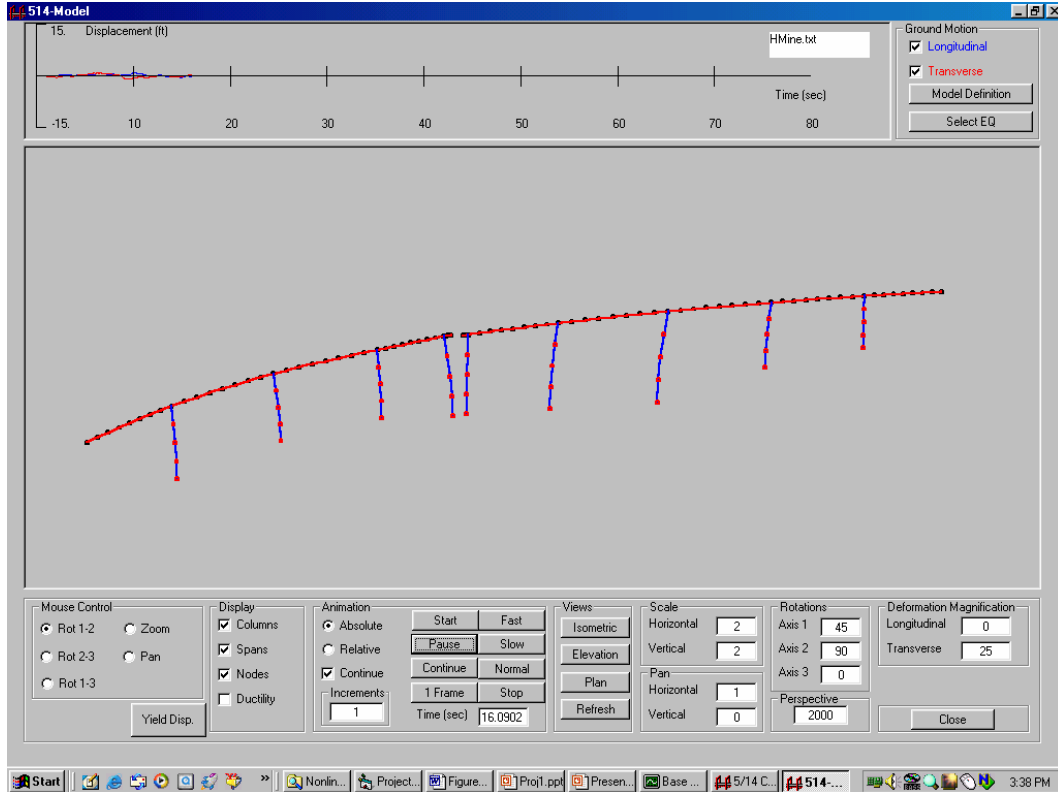 514-Model
15. Displacement (ft)
HMine.txt
Time (sec)
-15. 10 20 30 40 50 60 70 80
Ground Motion
Longitudinal
Transverse
Model Definition
Select EQ
Mouse Control
Rot 1-2 Zoom
Rot 2-3 Pan
Rot 1-3
Yield Disp.
Display
Columns
Spans
Nodes
Ductility
Animation
Absolute
Relative
Continue
Increments
1
Start Fast
Pause Slow
Continue Normal
1 Frame Stop
Time (sec) 16.0902
Views
Isometric
Elevation
Plan
Refresh
Scale
Horizontal 2
Vertical 2
Pan
Horizontal 1
Vertical 0
Rotations
Axis 1 45
Axis 2 90
Axis 3 0
Perspective
2000
Deformation Magnification
Longitudinal 0
Transverse 25
Close
Start » Nonlin... Project... Figure... Proj1.ppt Presen... Base ... 5/14 C... 514-... 3:38 PM